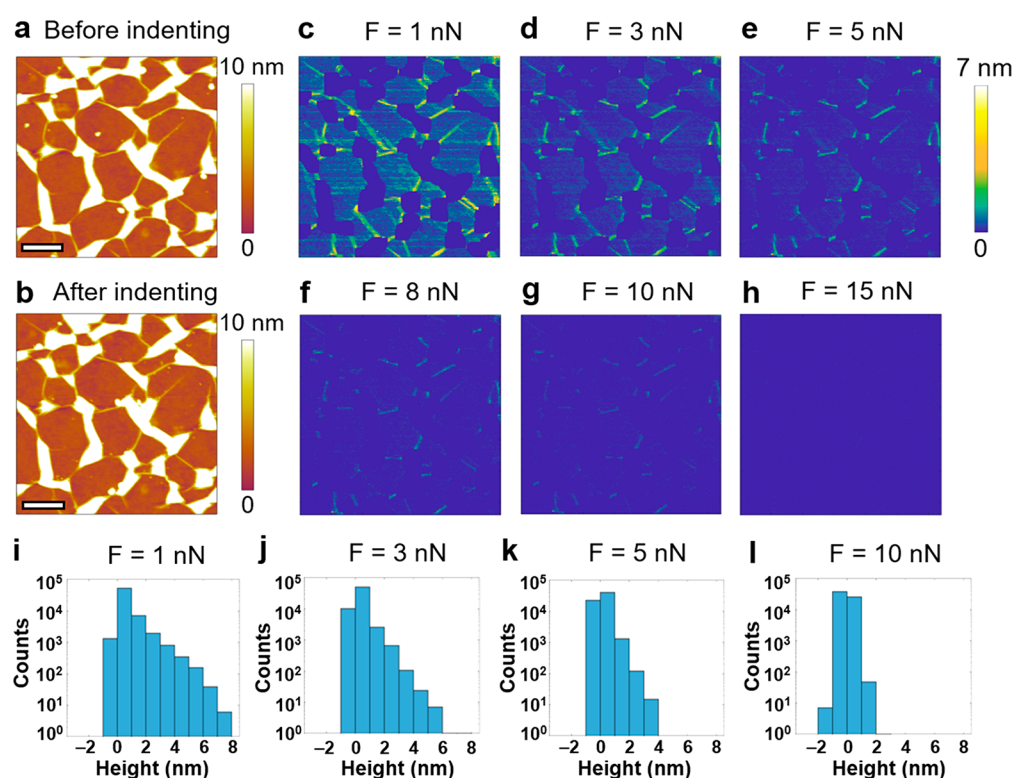 a Before indenting
c F = 1 nN
d F = 3 nN
e F = 5 nN
10 nm
0
7 nm
0
b After indenting
f F = 8 nN
g F = 10 nN
h F = 15 nN
10 nm
0
i F = 1 nN
j F = 3 nN
k F = 5 nN
l F = 10 nN
Counts
10⁵
10⁴
10³
10²
10¹
10⁰
−2 0 2 4 6 8
Height (nm)
Counts
10⁵
10⁴
10³
10²
10¹
10⁰
−2 0 2 4 6 8
Height (nm)
Counts
10⁵
10⁴
10³
10²
10¹
10⁰
−2 0 2 4 6 8
Height (nm)
Counts
10⁵
10⁴
10³
10²
10¹
10⁰
−2 0 2 4 6 8
Height (nm)